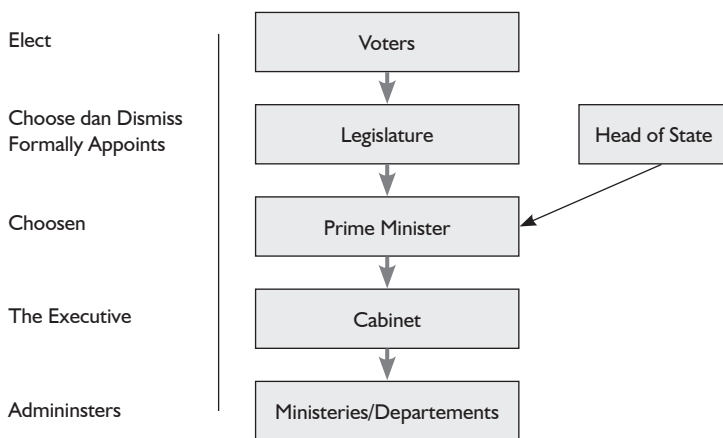 Elect
Voters
Choose dan Dismiss
Formally Appoints
Legislature
Head of State
Choosen
Prime Minister
The Executive
Cabinet
Admininsters
Ministeries/Departements